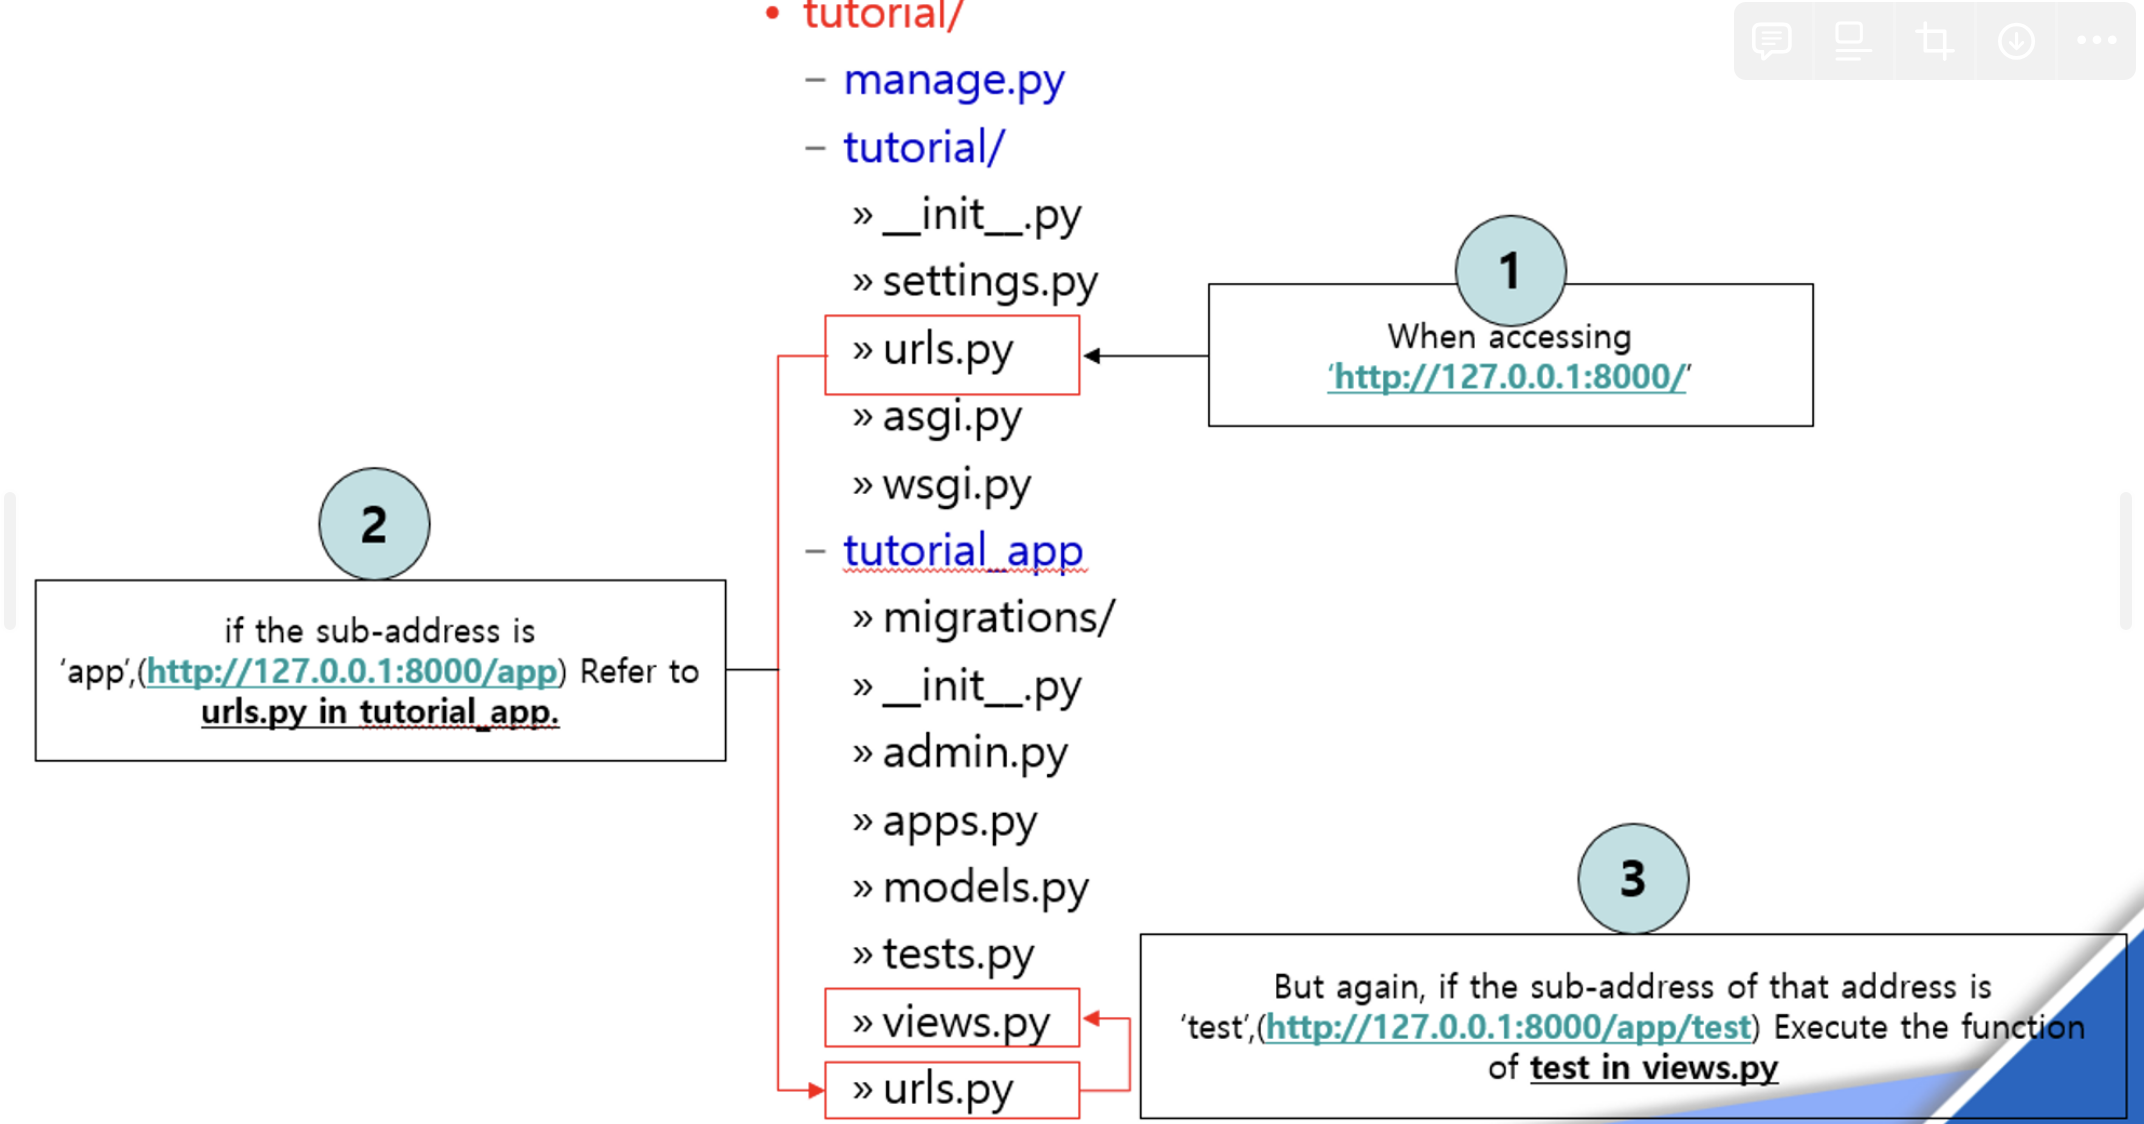 • tutorial/
– manage.py
– tutorial/
» __init__.py
» settings.py
» urls.py
» asgi.py
» wsgi.py
– tutorial_app
» migrations/
» __init__.py
» admin.py
» apps.py
» models.py
» tests.py
» views.py
» urls.py
1
When accessing
‘http://127.0.0.1:8000/’
2
if the sub-address is
‘app’,(http://127.0.0.1:8000/app) Refer to
urls.py in tutorial_app.
3
But again, if the sub-address of that address is
‘test’,(http://127.0.0.1:8000/app/test) Execute the function
of test in views.py